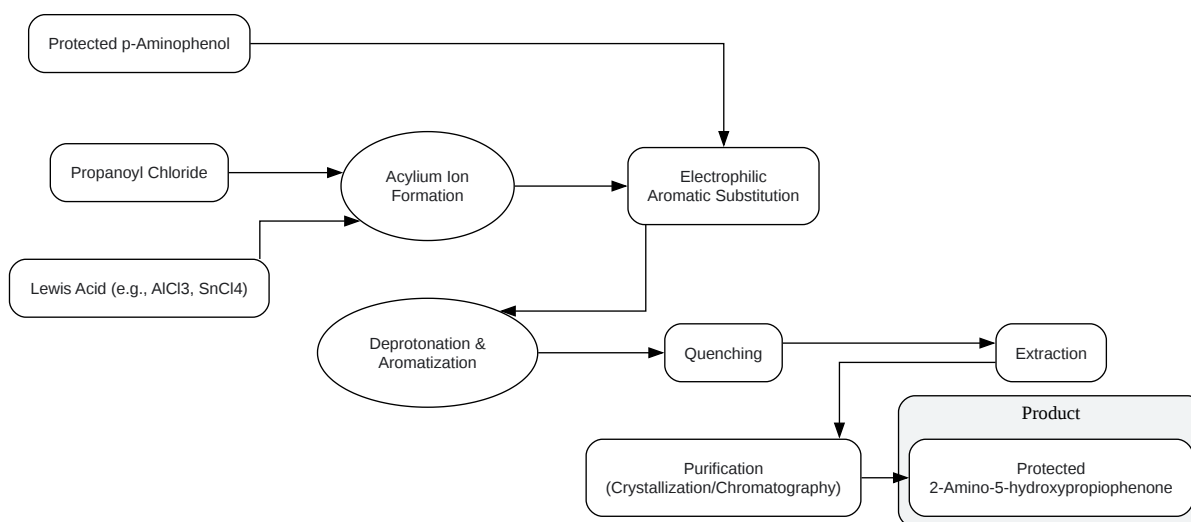 Protected p-Aminophenol
Propanoyl Chloride
Acylium Ion
Formation
Electrophilic
Aromatic Substitution
Lewis Acid (e.g., AlCl3, SnCl4)
Deprotonation &
Aromatization
Quenching
Extraction
Product
Purification
(Crystallization/Chromatography)
Protected
2-Amino-5-hydroxypropiophenone